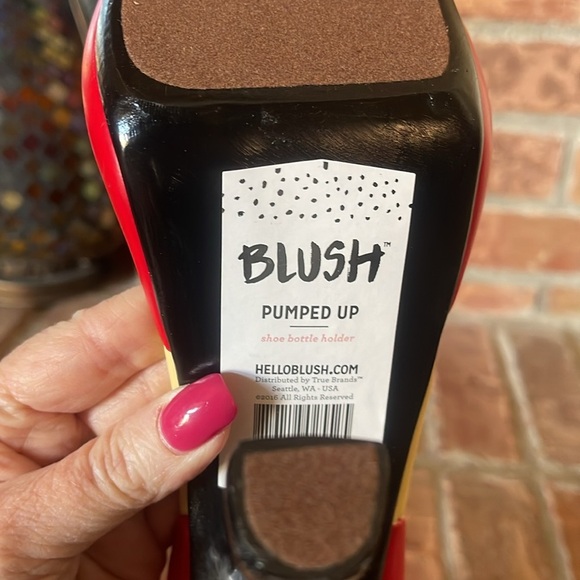 BLUSH™
PUMPED UP
shoe bottle holder
HELLOBLUSH.COM
Distributed by True Brands™
Seattle, WA - USA
©2016 All Rights Reserved